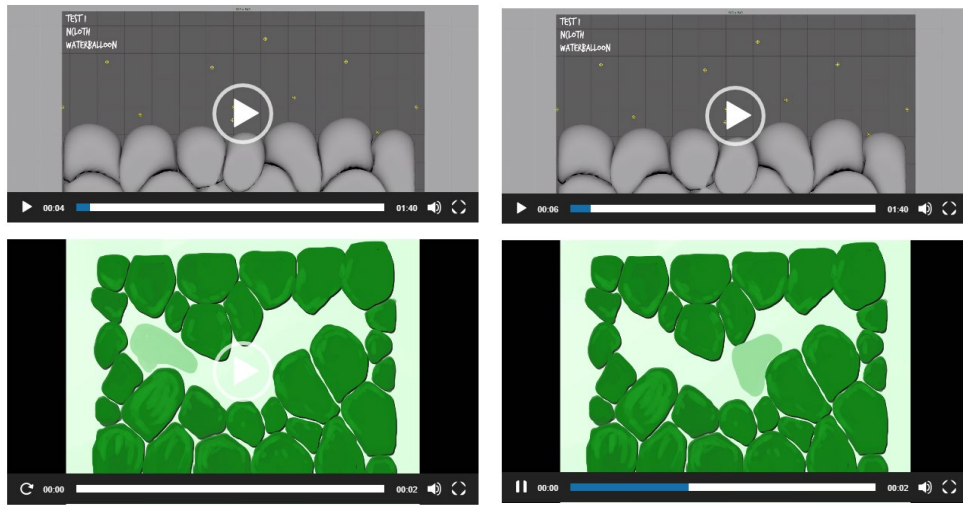 TEST 1
NCLOTH
WATERBALLOON
TEST 1
NCLOTH
WATERBALLOON
00:04
01:40
00:06
01:40
00:00
00:02
00:00
00:02